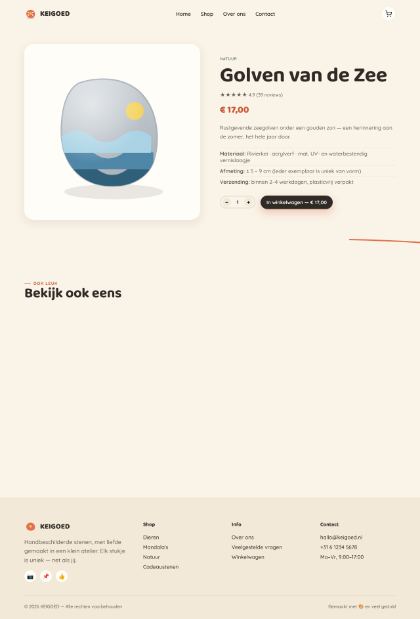 KEIGOED
Home Shop Over ons Contact
NATUUR
Golven van de Zee
★★★★★ 4.9 (39 reviews)
€ 17,00
Rustgevende zeegolven onder een gouden zon — een herinnering aan
de zomer, het hele jaar door.
Materiaal: Rivierkei · acrylverf · mat, UV- en waterbestendig
vernislaagje
Afmeting: ± 5 – 9 cm (ieder exemplaar is uniek van vorm)
Verzending: binnen 2–4 werkdagen, plasticvrij verpakt
− 1 +
In winkelwagen — € 17,00
OOK LEUK
Bekijk ook eens
KEIGOED
Handbeschilderde stenen, met liefde
gemaakt in een klein atelier. Elk stukje
is uniek — net als jij.
Shop
Dieren
Mandala's
Natuur
Cadeaustenen
Info
Over ons
Veelgestelde vragen
Winkelwagen
Contact
hallo@keigoed.nl
+31 6 1234 5678
Ma–Vr, 9:00–17:00
© 2025 KEIGOED — Alle rechten voorbehouden
Gemaakt met en veel geduld